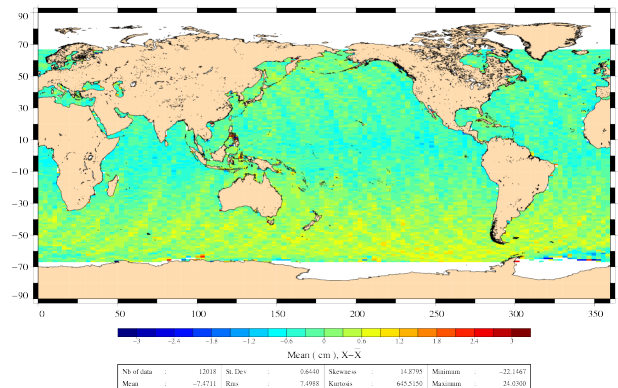 90
70
50
30
10
−10
−30
−50
−70
−90
0 50 100 150 200 250 300 350
−3 −2.4 −1.8 −1.2 −0.6 0 0.6 1.2 1.8 2.4 3
Mean ( cm ), X−X̅
Nb of data : 12018 St. Dev : 0.6440 Skewness : 14.8795 Minimum : −22.1467
Mean : −7.4711 Rms : 7.4988 Kurtosis : 645.5150 Maximum : 24.0300